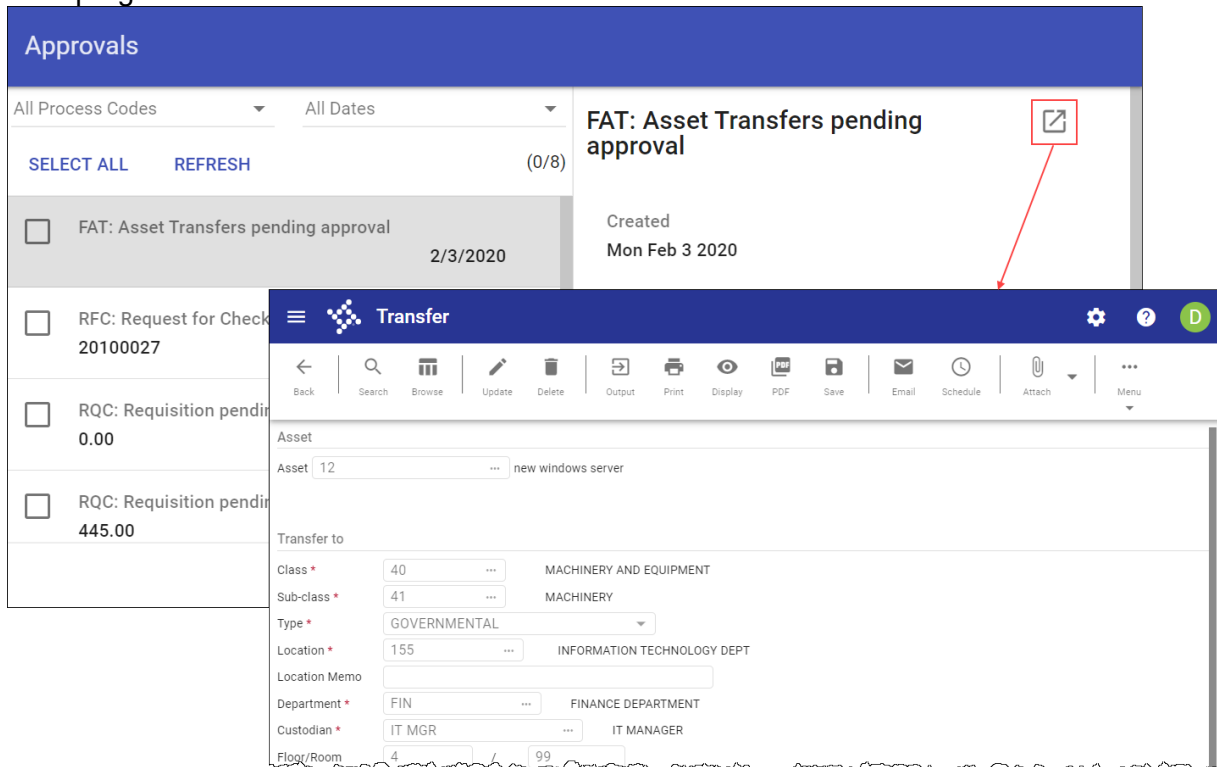 Approvals
All Process Codes
All Dates
SELECT ALL
REFRESH
(0/8)
FAT: Asset Transfers pending approval
2/3/2020
RFC: Request for Check
20100027
RQC: Requisition
0.00
RQC: Requisition
445.00
FAT: Asset Transfers pending
approval
Created
Mon Feb 3 2020
Transfer
D
Back
Search
Browse
Update
Delete
Output
Print
Display
PDF
Save
Email
Schedule
Attach
Menu
Asset
Asset 12 ... new windows server
Transfer to
Class * 40 ... MACHINERY AND EQUIPMENT
Sub-class * 41 ... MACHINERY
Type * GOVERNMENTAL
Location * 155 ... INFORMATION TECHNOLOGY DEPT
Location Memo
Department * FIN ... FINANCE DEPARTMENT
Custodian * IT MGR ... IT MANAGER
Floor/Room 4 / 99